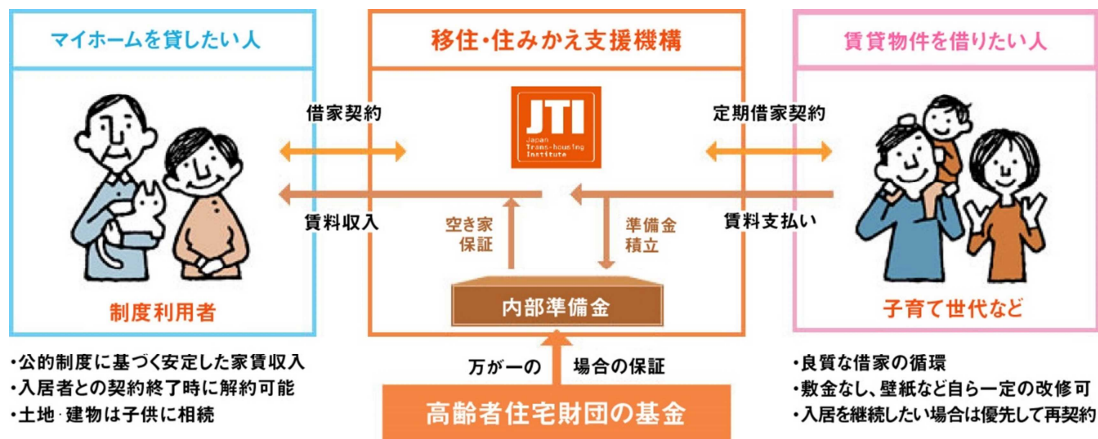 マイホームを貸したい人
移住・住みかえ支援機構
賃貸物件を借りたい人
借家契約
JTI
Japan
Trans-housing
Institute
定期借家契約
賃料収入
空き家
保証
準備金
積立
賃料支払い
内部準備金
制度利用者
子育て世代など
・公的制度に基づく安定した家賃収入
・入居者との契約終了時に解約可能
・土地・建物は子供に相続
万が一の 場合の保証
高齢者住宅財団の基金
・良質な借家の循環
・敷金なし、壁紙など自ら一定の改修可
・入居を継続したい場合は優先して再契約